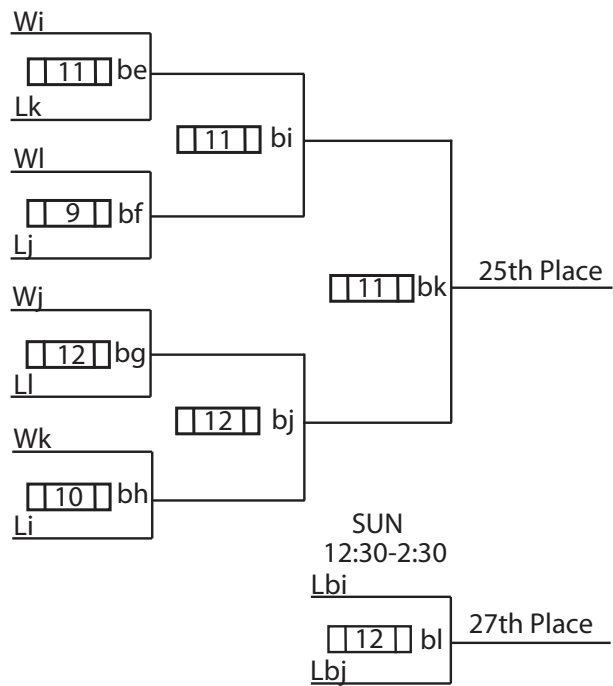 Wi
11 be
Lk
11 bi
Wl
9 bf
Lj
25th Place
11 bk
Wj
12 bg
Ll
12 bj
Wk
10 bh
Li
SUN
12:30-2:30
Lbi
27th Place
12 bl
Lbj